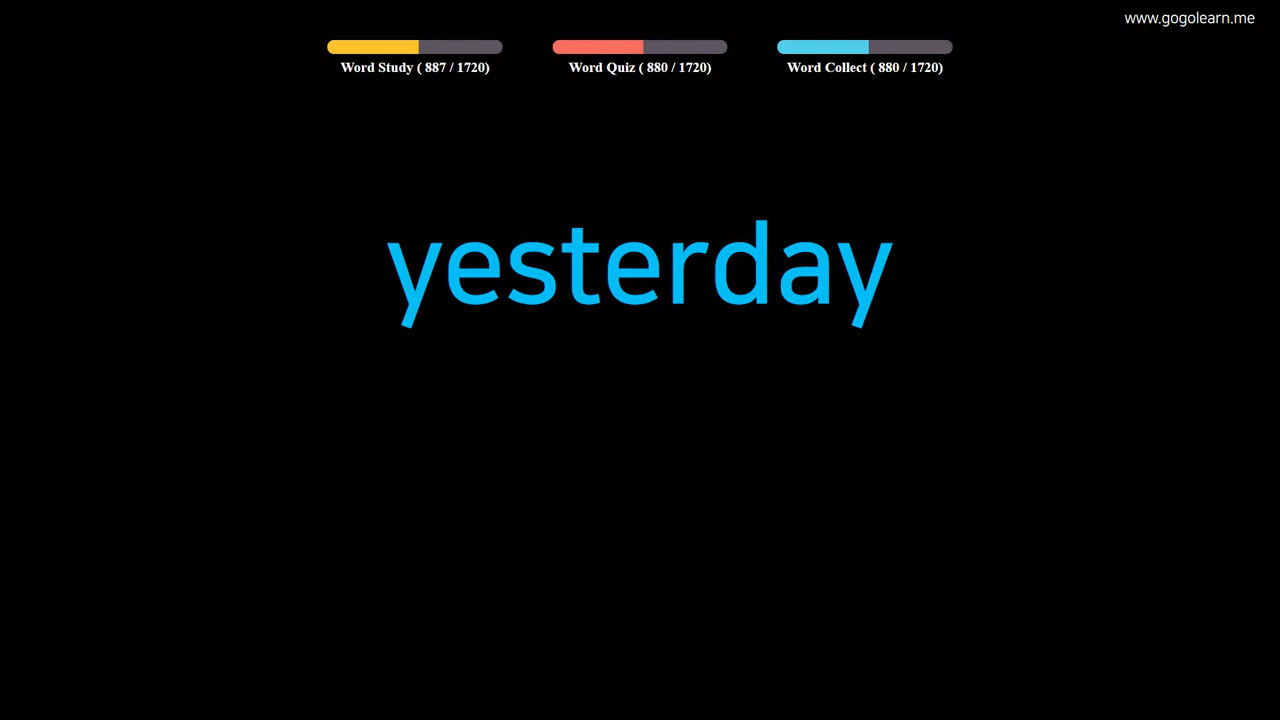 www.gogolearn.me
Word Study ( 887 / 1720)
Word Quiz ( 880 / 1720)
Word Collect ( 880 / 1720)
yesterday